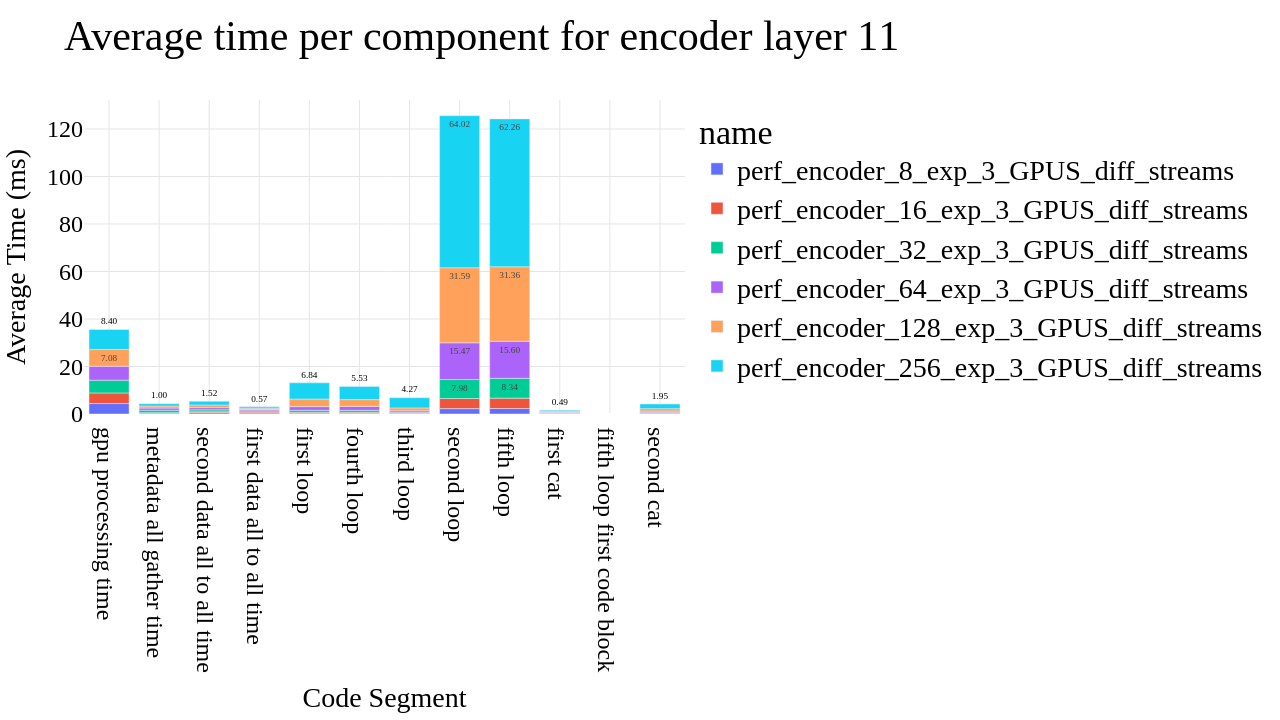 Average time per component for encoder layer 11
Average Time (ms)
120
100
80
60
40
20
0
8.40
7.08
1.00
1.52
0.57
6.84
5.53
4.27
64.02
31.59
15.47
7.98
62.26
31.36
15.60
8.34
0.49
1.95
gpu processing time
metadata all gather time
second data all to all time
first data all to all time
first loop
fourth loop
third loop
second loop
fifth loop
first cat
fifth loop first code block
second cat
Code Segment
name
perf_encoder_8_exp_3_GPUS_diff_streams
perf_encoder_16_exp_3_GPUS_diff_streams
perf_encoder_32_exp_3_GPUS_diff_streams
perf_encoder_64_exp_3_GPUS_diff_streams
perf_encoder_128_exp_3_GPUS_diff_streams
perf_encoder_256_exp_3_GPUS_diff_streams